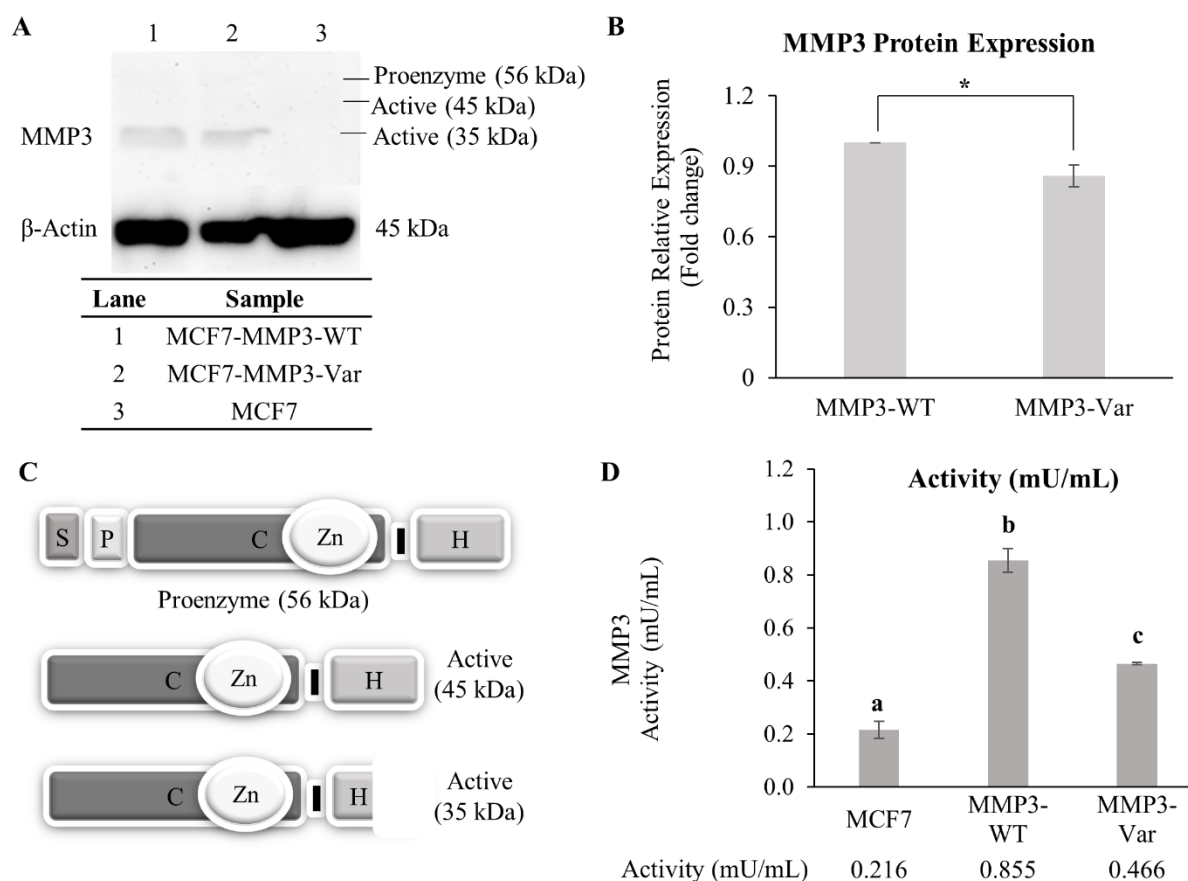 A
1 2 3
Proenzyme (56 kDa)
Active (45 kDa)
MMP3
Active (35 kDa)
β-Actin
45 kDa
Lane Sample
1 MCF7-MMP3-WT
2 MCF7-MMP3-Var
3 MCF7
B
MMP3 Protein Expression
Protein Relative Expression
(Fold change)
1.2
0.9
0.6
0.3
0
*
MMP3-WT MMP3-Var
C
S P C Zn H
Proenzyme (56 kDa)
C Zn H
Active
(45 kDa)
C Zn H
Active
(35 kDa)
D
Activity (mU/mL)
MMP3
Activity (mU/mL)
1.2
1.0
0.8
0.6
0.4
0.2
0.0
a
b
c
MCF7 MMP3-
WT MMP3-
Var
Activity (mU/mL) 0.216 0.855 0.466